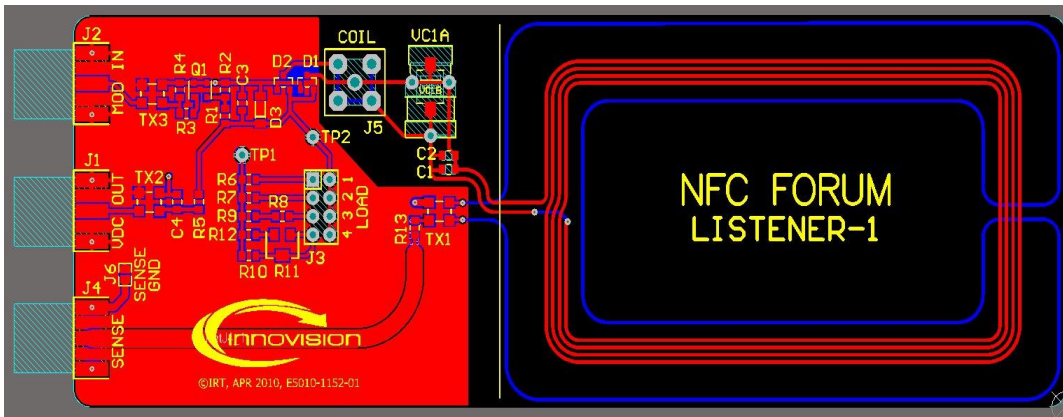 J2
MOD IN
R4
Q1
R2
C3
D2
D1
COIL
VC1A
VC1B
TX3
R3
R1
D3
J5
TP2
TP1
C2
C1
J1
VDC OUT
TX2
C4
R5
R6
R7
R8
R9
R12
R10
R11
J3
1
2
3
4
LOAD
R13
TX1
NFC FORUM
LISTENER-1
J6
SENSE
GND
J4
SENSE
innovision
©IRT, APR 2010, ES010-1152-01